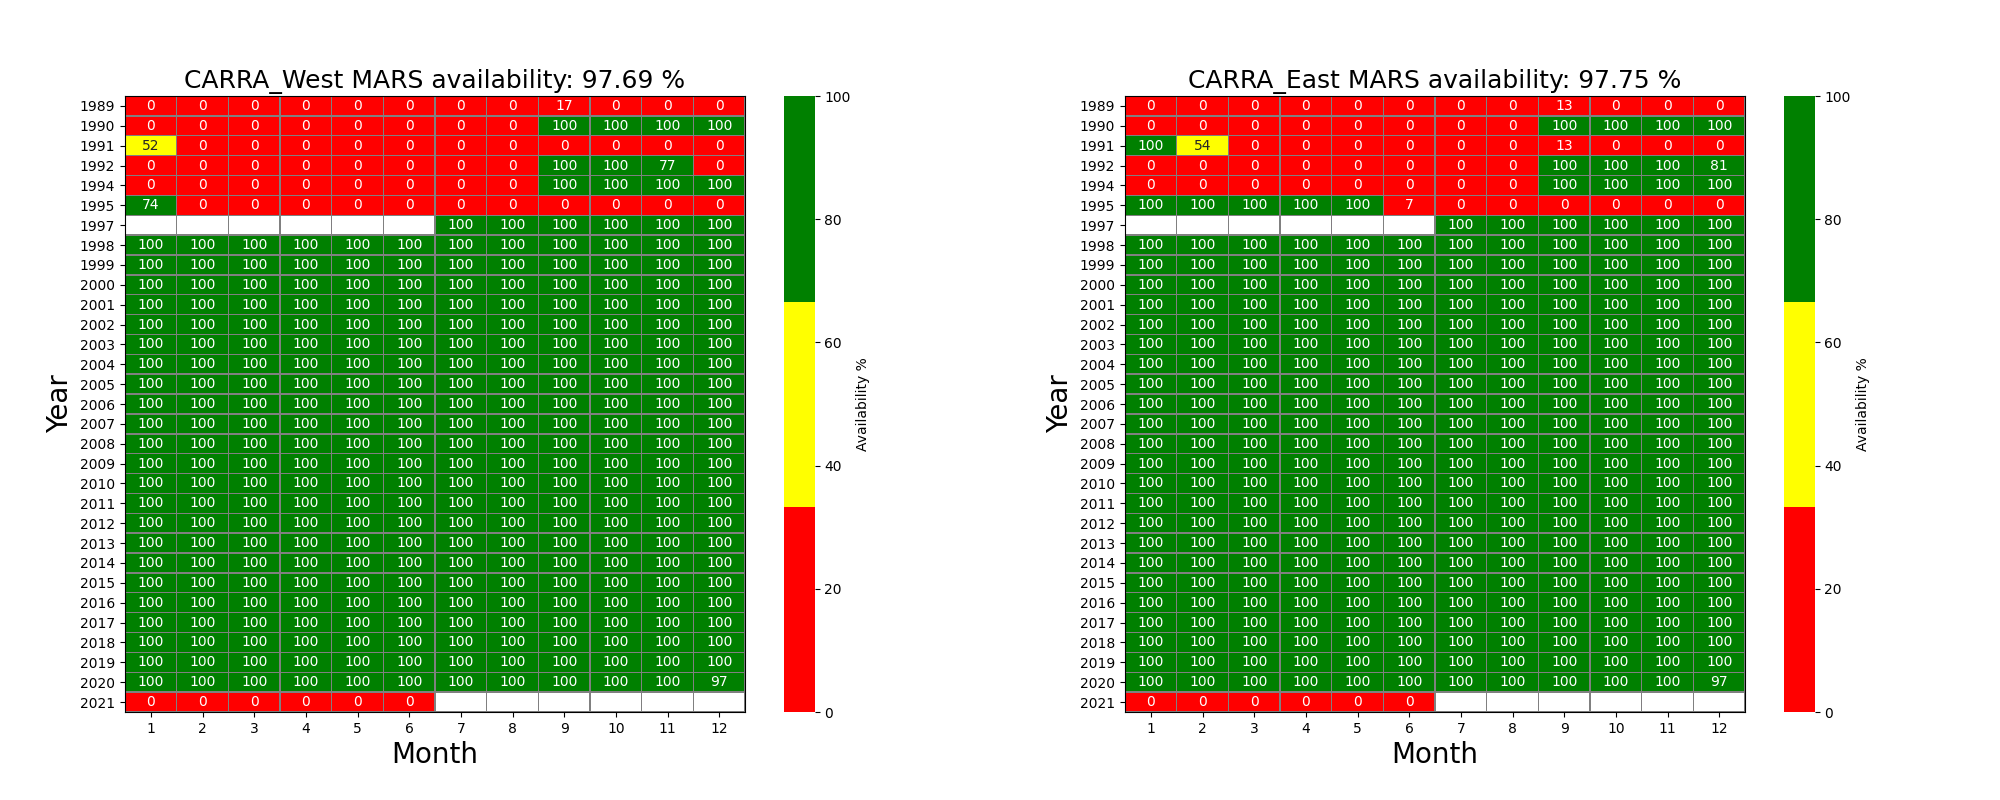 CARRA_West MARS availability: 97.69 %
1989 0 0 0 0 0 0 0 0 17 0 0 0
1990 0 0 0 0 0 0 0 0 100 100 100 100
1991 52 0 0 0 0 0 0 0 0 0 0 0
1992 0 0 0 0 0 0 0 0 100 100 77 0
1994 0 0 0 0 0 0 0 0 100 100 100 100
1995 74 0 0 0 0 0 0 0 0 0 0 0
1997 100 100 100 100 100 100
1998 100 100 100 100 100 100 100 100 100 100 100 100
1999 100 100 100 100 100 100 100 100 100 100 100 100
2000 100 100 100 100 100 100 100 100 100 100 100 100
2001 100 100 100 100 100 100 100 100 100 100 100 100
2002 100 100 100 100 100 100 100 100 100 100 100 100
2003 100 100 100 100 100 100 100 100 100 100 100 100
2004 100 100 100 100 100 100 100 100 100 100 100 100
2005 100 100 100 100 100 100 100 100 100 100 100 100
2006 100 100 100 100 100 100 100 100 100 100 100 100
2007 100 100 100 100 100 100 100 100 100 100 100 100
2008 100 100 100 100 100 100 100 100 100 100 100 100
2009 100 100 100 100 100 100 100 100 100 100 100 100
2010 100 100 100 100 100 100 100 100 100 100 100 100
2011 100 100 100 100 100 100 100 100 100 100 100 100
2012 100 100 100 100 100 100 100 100 100 100 100 100
2013 100 100 100 100 100 100 100 100 100 100 100 100
2014 100 100 100 100 100 100 100 100 100 100 100 100
2015 100 100 100 100 100 100 100 100 100 100 100 100
2016 100 100 100 100 100 100 100 100 100 100 100 100
2017 100 100 100 100 100 100 100 100 100 100 100 100
2018 100 100 100 100 100 100 100 100 100 100 100 100
2019 100 100 100 100 100 100 100 100 100 100 100 100
2020 100 100 100 100 100 100 100 100 100 100 100 97
2021 0 0 0 0 0 0
1 2 3 4 5 6 7 8 9 10 11 12
Month
Year
100
80
60
40
20
0
Availability %
CARRA_East MARS availability: 97.75 %
1989 0 0 0 0 0 0 0 0 13 0 0 0
1990 0 0 0 0 0 0 0 0 100 100 100 100
1991 100 54 0 0 0 0 0 0 13 0 0 0
1992 0 0 0 0 0 0 0 0 100 100 100 81
1994 0 0 0 0 0 0 0 0 100 100 100 100
1995 100 100 100 100 100 7 0 0 0 0 0 0
1997 100 100 100 100 100 100
1998 100 100 100 100 100 100 100 100 100 100 100 100
1999 100 100 100 100 100 100 100 100 100 100 100 100
2000 100 100 100 100 100 100 100 100 100 100 100 100
2001 100 100 100 100 100 100 100 100 100 100 100 100
2002 100 100 100 100 100 100 100 100 100 100 100 100
2003 100 100 100 100 100 100 100 100 100 100 100 100
2004 100 100 100 100 100 100 100 100 100 100 100 100
2005 100 100 100 100 100 100 100 100 100 100 100 100
2006 100 100 100 100 100 100 100 100 100 100 100 100
2007 100 100 100 100 100 100 100 100 100 100 100 100
2008 100 100 100 100 100 100 100 100 100 100 100 100
2009 100 100 100 100 100 100 100 100 100 100 100 100
2010 100 100 100 100 100 100 100 100 100 100 100 100
2011 100 100 100 100 100 100 100 100 100 100 100 100
2012 100 100 100 100 100 100 100 100 100 100 100 100
2013 100 100 100 100 100 100 100 100 100 100 100 100
2014 100 100 100 100 100 100 100 100 100 100 100 100
2015 100 100 100 100 100 100 100 100 100 100 100 100
2016 100 100 100 100 100 100 100 100 100 100 100 100
2017 100 100 100 100 100 100 100 100 100 100 100 100
2018 100 100 100 100 100 100 100 100 100 100 100 100
2019 100 100 100 100 100 100 100 100 100 100 100 100
2020 100 100 100 100 100 100 100 100 100 100 100 97
2021 0 0 0 0 0 0
1 2 3 4 5 6 7 8 9 10 11 12
Month
Year
100
80
60
40
20
0
Availability %